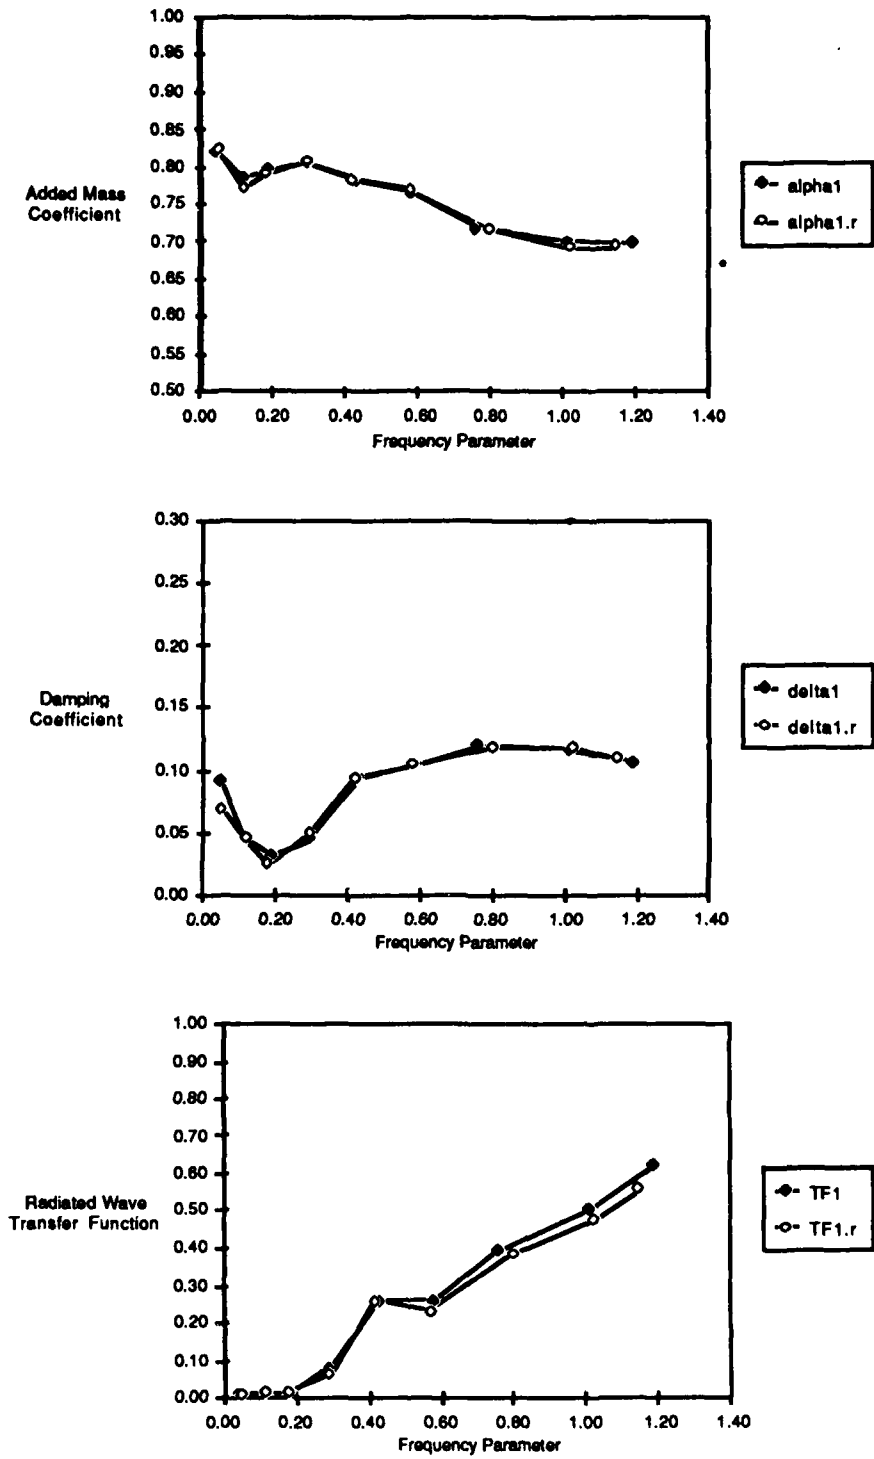 1.00
0.95
0.90
0.85
0.80
0.75
0.70
0.65
0.60
0.55
0.50
Added Mass
Coefficient
0.00 0.20 0.40 0.60 0.80 1.00 1.20 1.40
Frequency Parameter
alpha1
alpha1.r
0.30
0.25
0.20
0.15
0.10
0.05
0.00
Damping
Coefficient
0.00 0.20 0.40 0.60 0.80 1.00 1.20 1.40
Frequency Parameter
delta1
delta1.r
1.00
0.90
0.80
0.70
0.60
0.50
0.40
0.30
0.20
0.10
0.00
Radiated Wave
Transfer Function
0.00 0.20 0.40 0.60 0.80 1.00 1.20 1.40
Frequency Parameter
TF1
TF1.r